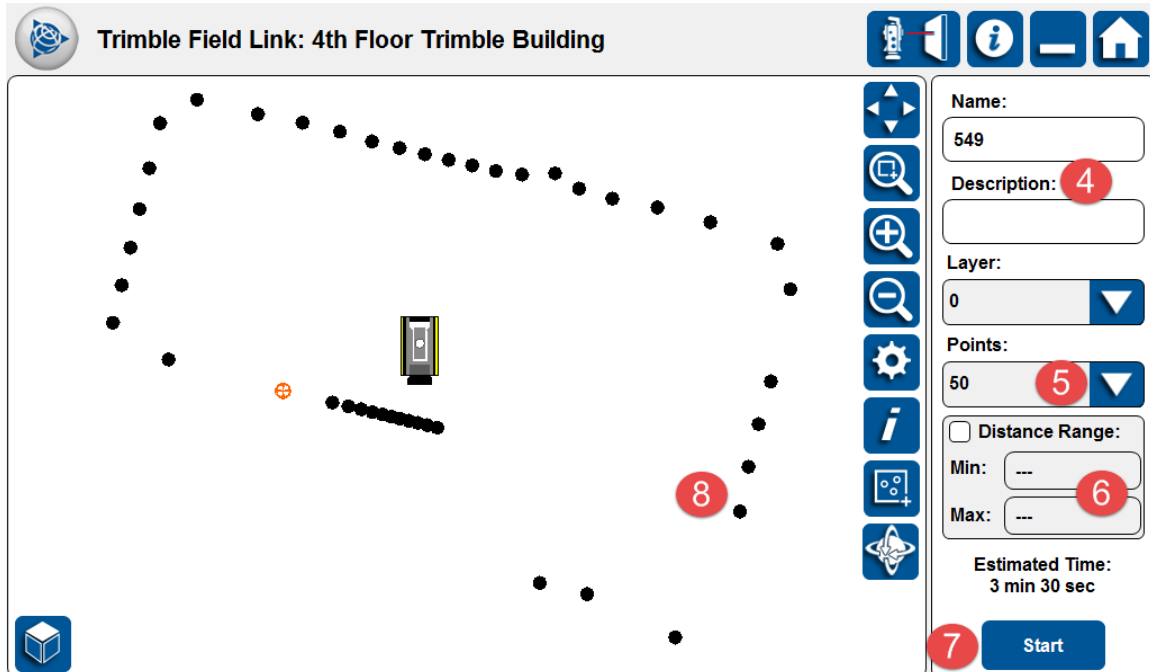 Trimble Field Link: 4th Floor Trimble Building
Name:
549
Description:
4
Layer:
0
Points:
50
5
Distance Range:
Min: ---
6
Max: ---
8
Estimated Time:
3 min 30 sec
7
Start